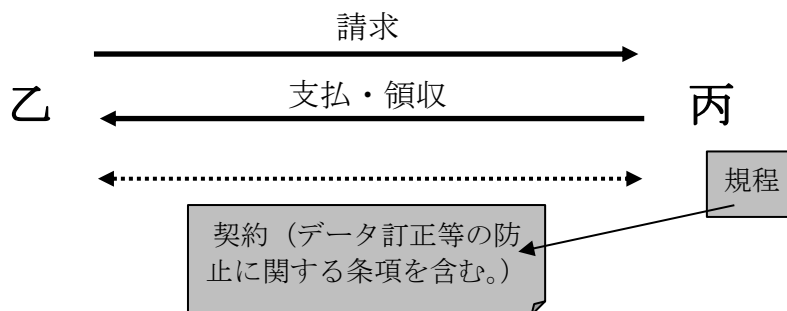 請求
乙
支払・領収
丙
規程
契約（データ訂正等の防
止に関する条項を含む。）